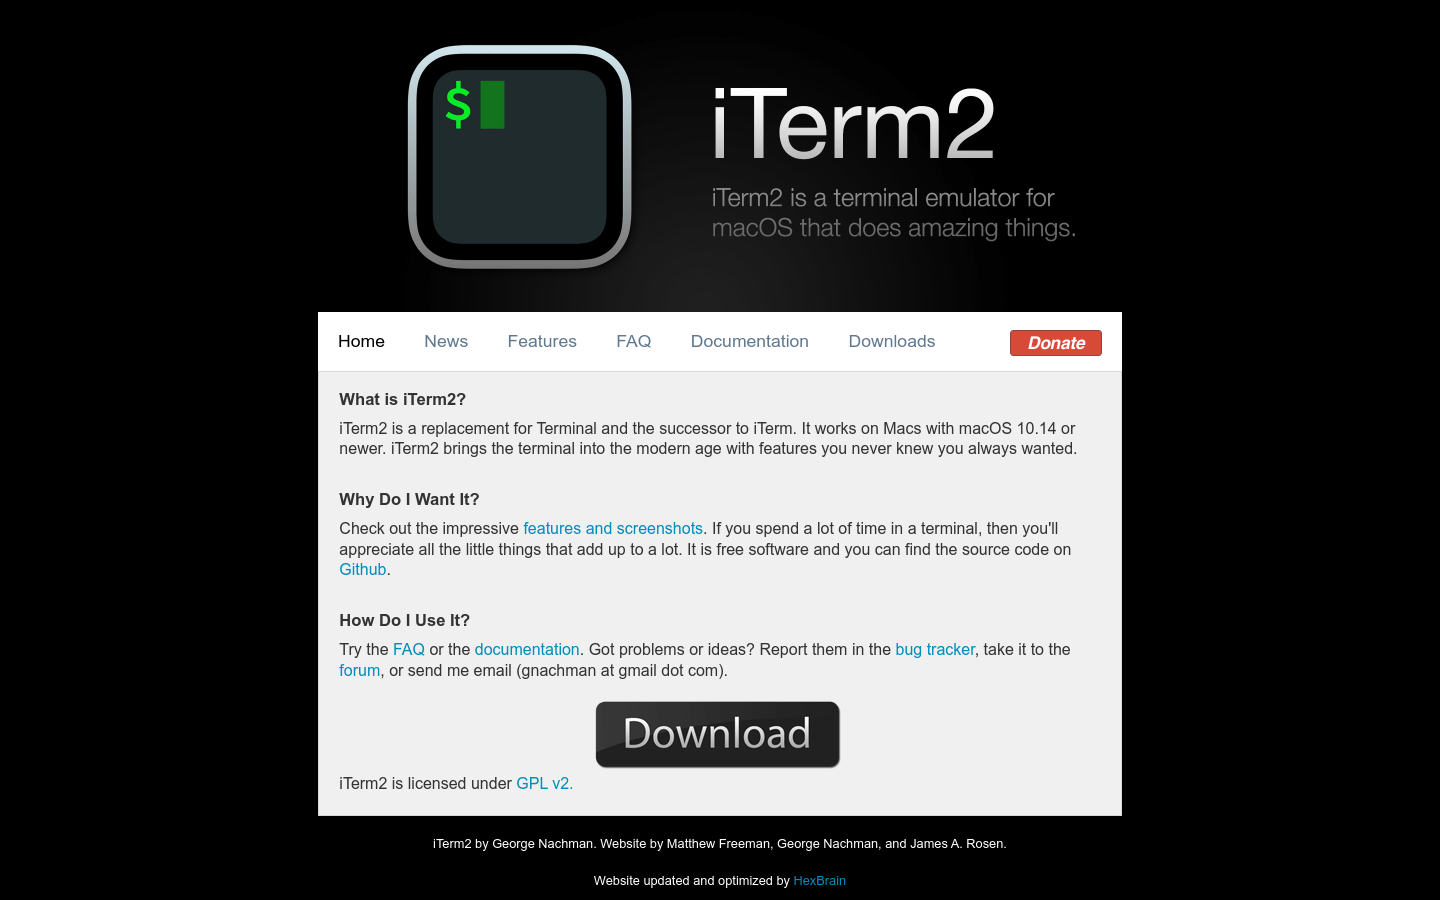 $
iTerm2
iTerm2 is a terminal emulator for
macOS that does amazing things.
Home News Features FAQ Documentation Downloads Donate
What is iTerm2?
iTerm2 is a replacement for Terminal and the successor to iTerm. It works on Macs with macOS 10.14 or
newer. iTerm2 brings the terminal into the modern age with features you never knew you always wanted.
Why Do I Want It?
Check out the impressive features and screenshots. If you spend a lot of time in a terminal, then you'll
appreciate all the little things that add up to a lot. It is free software and you can find the source code on
Github.
How Do I Use It?
Try the FAQ or the documentation. Got problems or ideas? Report them in the bug tracker, take it to the
forum, or send me email (gnachman at gmail dot com).
Download
iTerm2 is licensed under GPL v2.
iTerm2 by George Nachman. Website by Matthew Freeman, George Nachman, and James A. Rosen.
Website updated and optimized by HexBrain